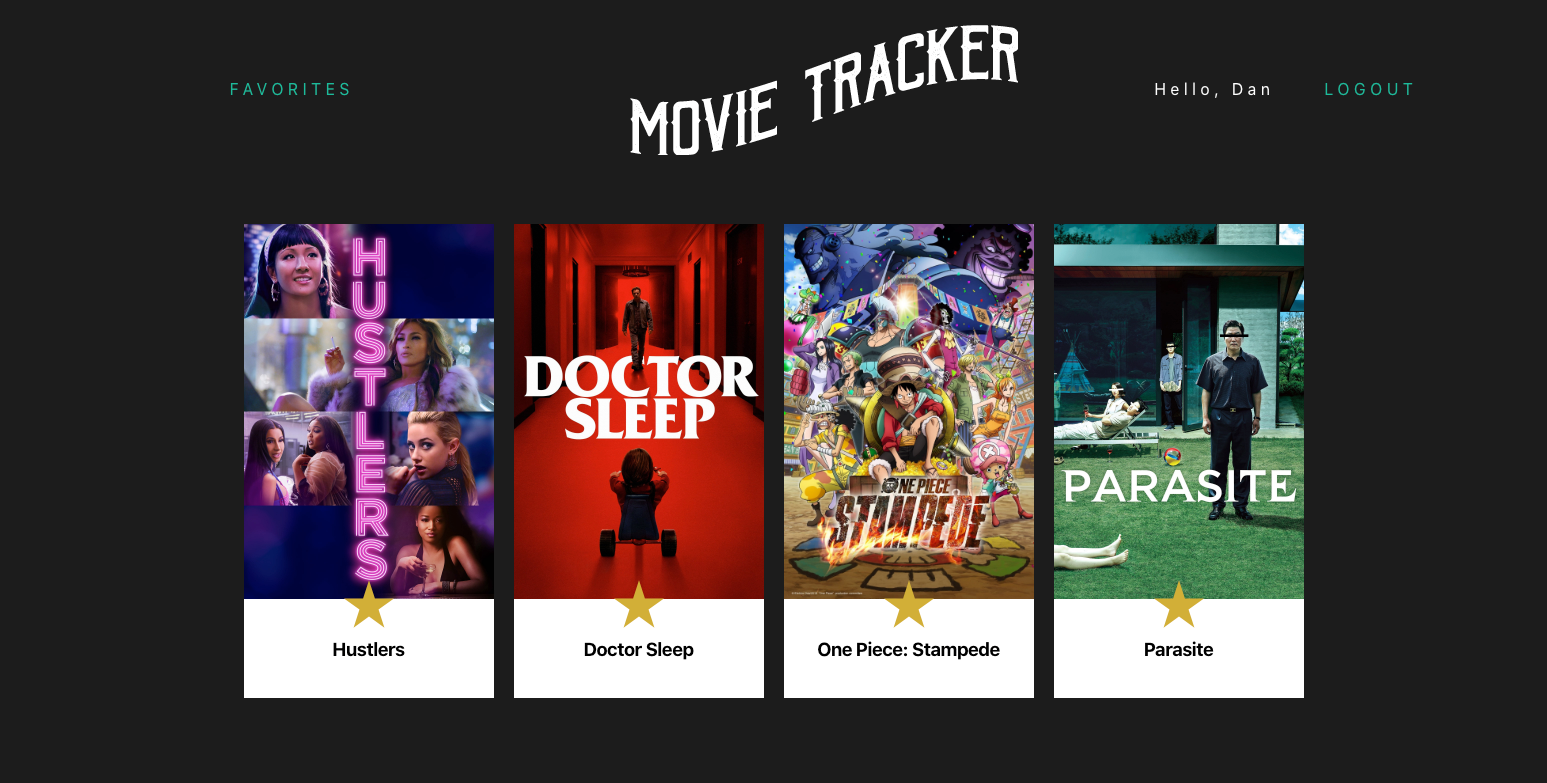 MOVIE TRACKER
FAVORITES
Hello, Dan
LOGOUT
HUSTLERS
DOCTOR
SLEEP
ONE PIECE
STAMPEDE
PARASITE
Hustlers
Doctor Sleep
One Piece: Stampede
Parasite